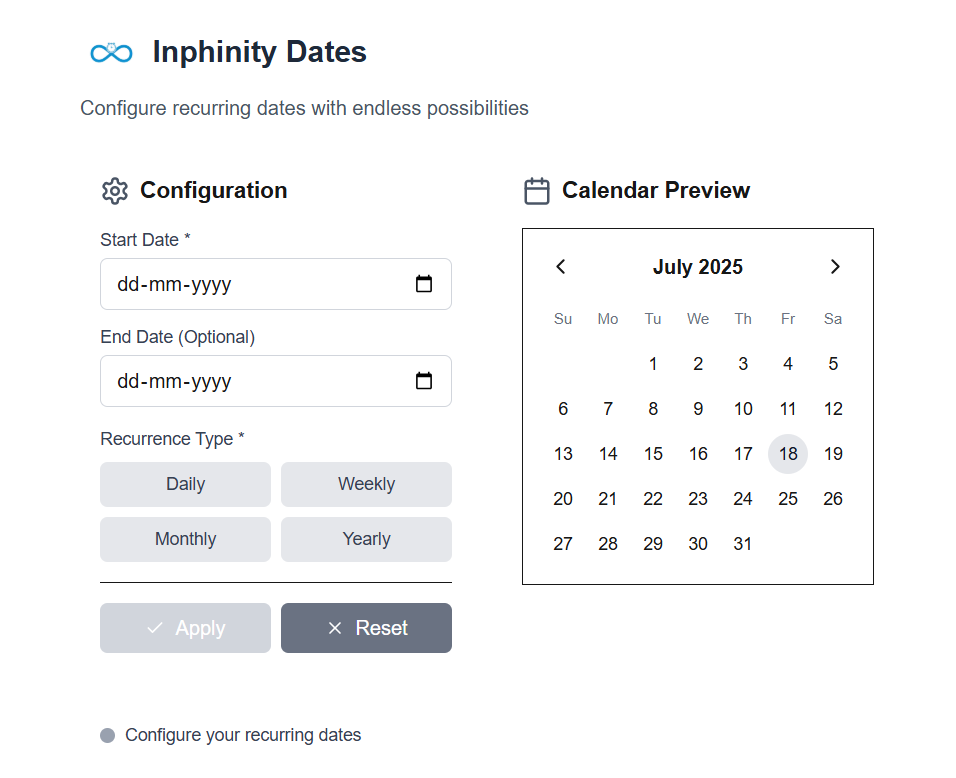 Inphinity Dates
Configure recurring dates with endless possibilities
Configuration
Start Date *
dd-mm-yyyy
End Date (Optional)
dd-mm-yyyy
Recurrence Type *
Daily Weekly
Monthly Yearly
Apply Reset
Configure your recurring dates
Calendar Preview
July 2025
Su Mo Tu We Th Fr Sa
1 2 3 4 5
6 7 8 9 10 11 12
13 14 15 16 17 18 19
20 21 22 23 24 25 26
27 28 29 30 31